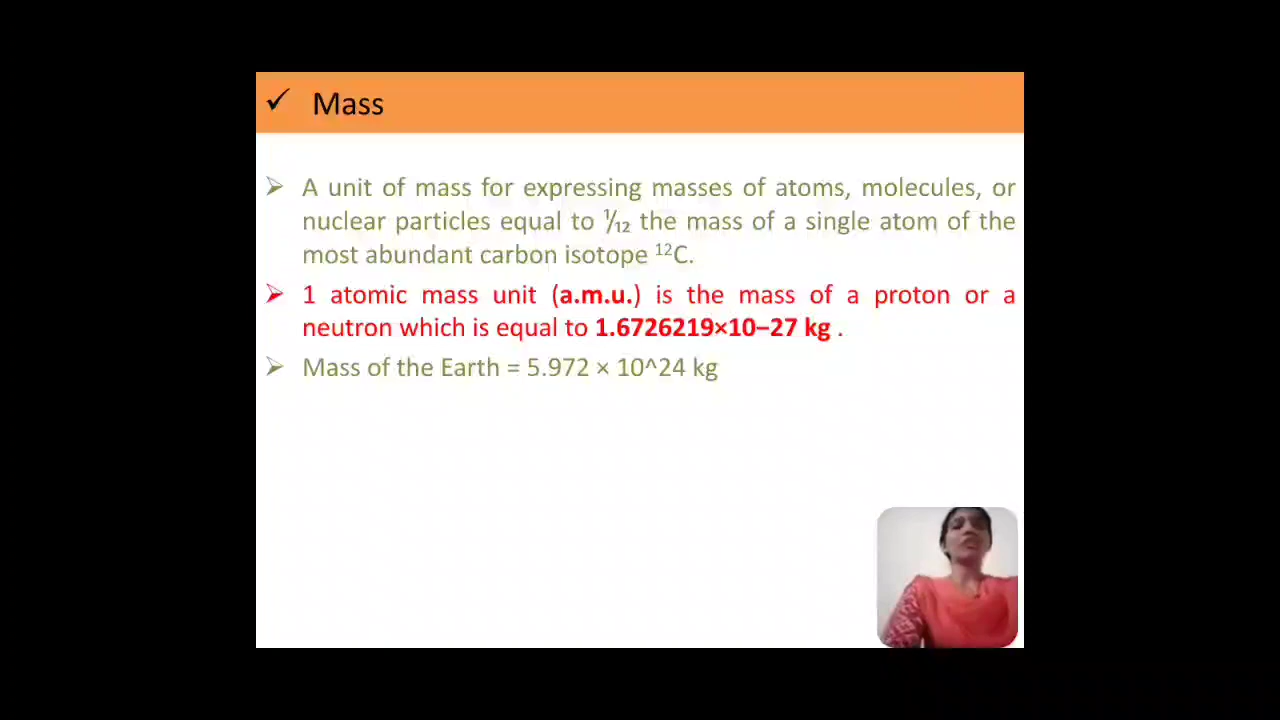 ✓ Mass
➢ A unit of mass for expressing masses of atoms, molecules, or
nuclear particles equal to ¹/₁₂ the mass of a single atom of the
most abundant carbon isotope ¹²C.
➢ 1 atomic mass unit (a.m.u.) is the mass of a proton or a
neutron which is equal to 1.6726219×10–27 kg .
➢ Mass of the Earth = 5.972 × 10^24 kg